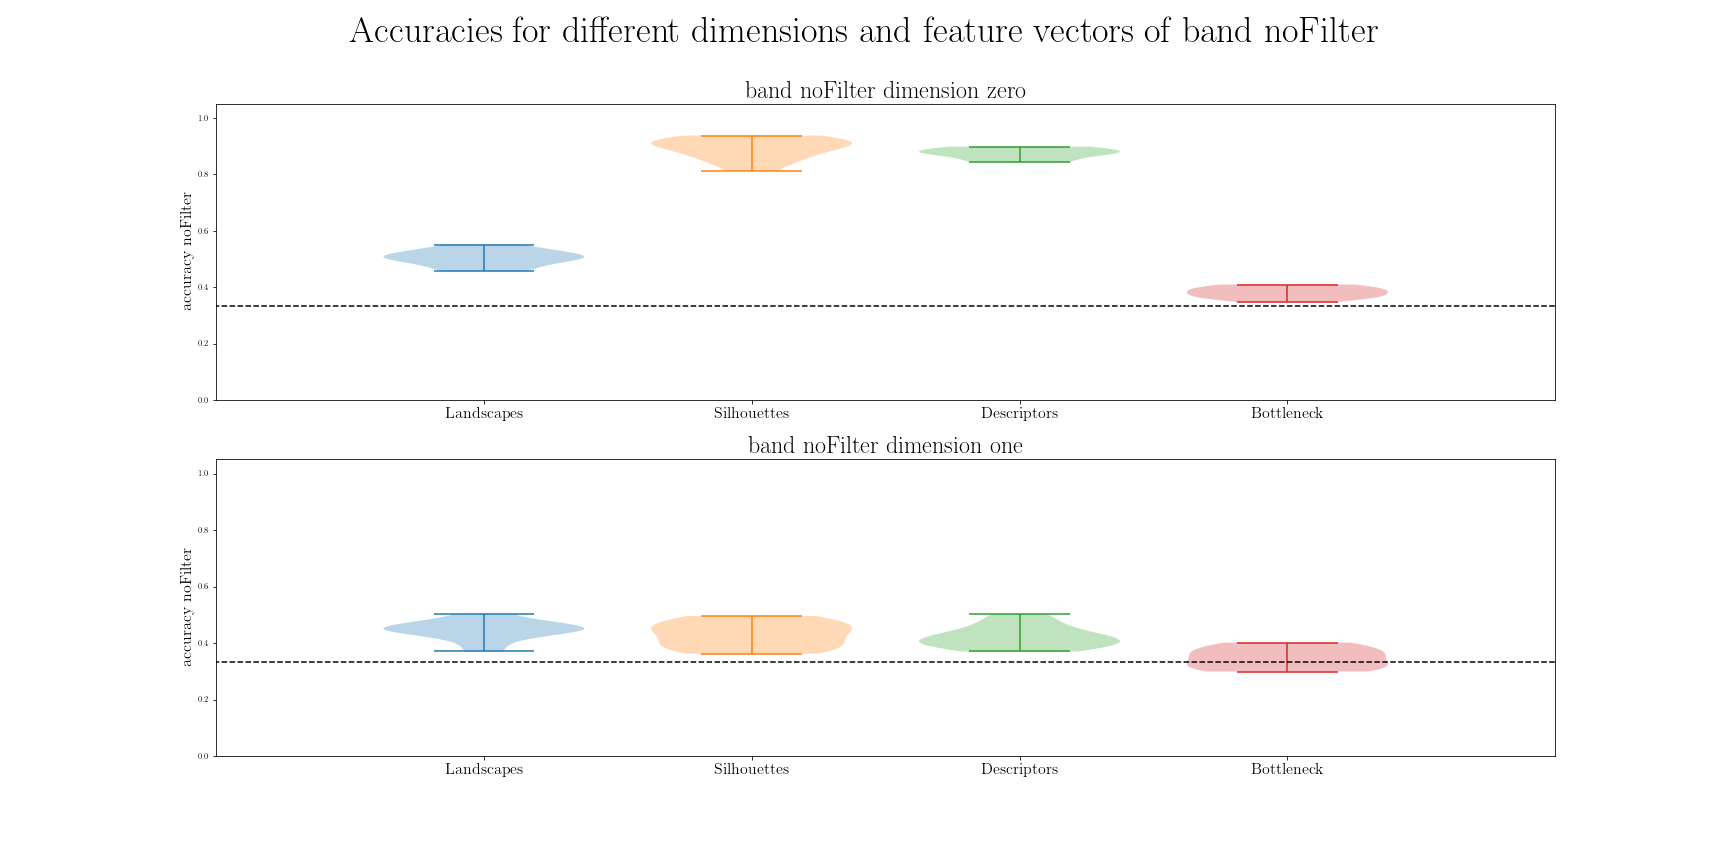 Accuracies for different dimensions and feature vectors of band noFilter
band noFilter dimension zero
accuracy noFilter
1.0
0.8
0.6
0.4
0.2
0.0
Landscapes Silhouettes Descriptors Bottleneck
band noFilter dimension one
accuracy noFilter
1.0
0.8
0.6
0.4
0.2
0.0
Landscapes Silhouettes Descriptors Bottleneck